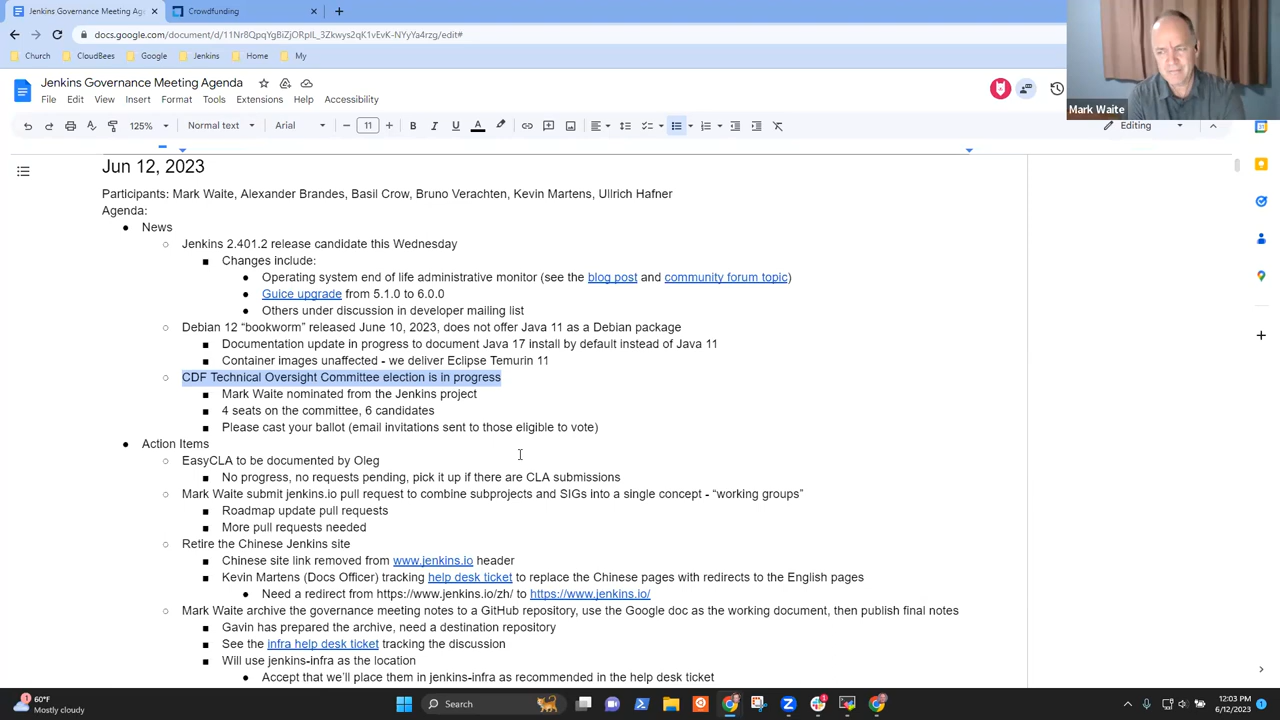 Jenkins Governance Meeting Agenda
Crowdfunding
docs.google.com/document/d/11Nr8QpqYgBiZjORpIL_3Zkwys2qK1vEvK-NYyYa4rzg/edit#
Church
CloudBees
Google
Jenkins
Home
My
Jenkins Governance Meeting Agenda
File Edit View Insert Format Tools Extensions Help Accessibility
125% Normal text Arial 11 Editing
Mark Waite
Jun 12, 2023
Participants: Mark Waite, Alexander Brandes, Basil Crow, Bruno Verachten, Kevin Martens, Ullrich Hafner
Agenda:
News
Jenkins 2.401.2 release candidate this Wednesday
Changes include:
Operating system end of life administrative monitor (see the blog post and community forum topic)
Guice upgrade from 5.1.0 to 6.0.0
Others under discussion in developer mailing list
Debian 12 “bookworm” released June 10, 2023, does not offer Java 11 as a Debian package
Documentation update in progress to document Java 17 install by default instead of Java 11
Container images unaffected - we deliver Eclipse Temurin 11
CDF Technical Oversight Committee election is in progress
Mark Waite nominated from the Jenkins project
4 seats on the committee, 6 candidates
Please cast your ballot (email invitations sent to those eligible to vote)
Action Items
EasyCLA to be documented by Oleg
No progress, no requests pending, pick it up if there are CLA submissions
Mark Waite submit jenkins.io pull request to combine subprojects and SIGs into a single concept - “working groups”
Roadmap update pull requests
More pull requests needed
Retire the Chinese Jenkins site
Chinese site link removed from www.jenkins.io header
Kevin Martens (Docs Officer) tracking help desk ticket to replace the Chinese pages with redirects to the English pages
Need a redirect from https://www.jenkins.io/zh/ to https://www.jenkins.io/
Mark Waite archive the governance meeting notes to a GitHub repository, use the Google doc as the working document, then publish final notes
Gavin has prepared the archive, need a destination repository
See the infra help desk ticket tracking the discussion
Will use jenkins-infra as the location
Accept that we’ll place them in jenkins-infra as recommended in the help desk ticket
60°F
Mostly cloudy
Search
12:03 PM
6/12/2023